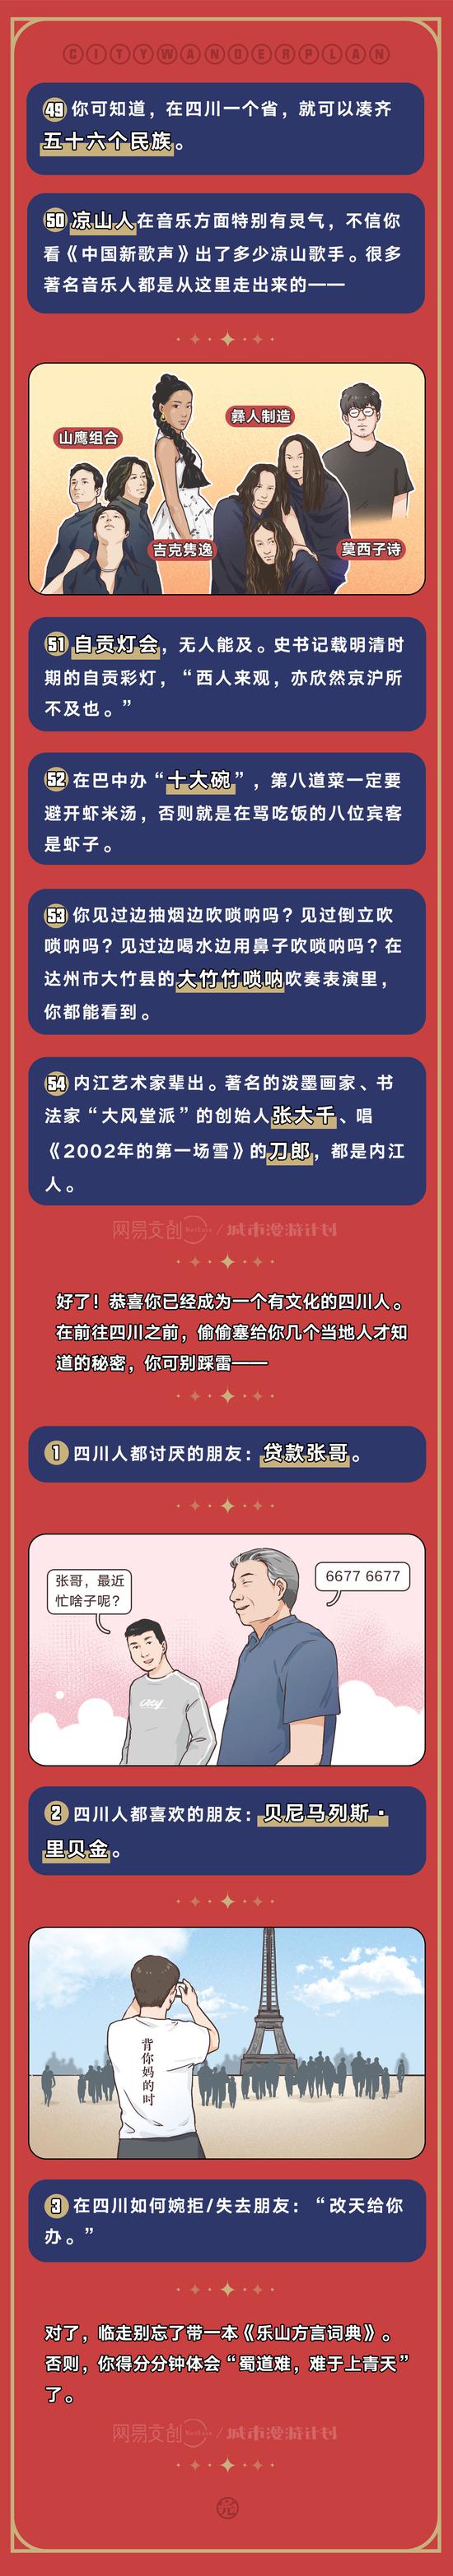 CITYWANDERPLAN
49 你可知道，在四川一个省，就可以凑齐
五十六个民族。
50 凉山人在音乐方面特别有灵气，不信你
看《中国新歌声》出了多少凉山歌手。很多
著名音乐人都是从这里走出来的——
彝人制造
山鹰组合
吉克隽逸
莫西子诗
51 自贡灯会，无人能及。史书记载明清时
期的自贡彩灯，“西人来观，亦欣然京沪所
不及也。”
52 在巴中办“十大碗”，第八道菜一定要
避开虾米汤，否则就是在骂吃饭的八位宾客
是虾子。
53 你见过边抽烟边吹唢呐吗？见过倒立吹
唢呐吗？见过边喝水边用鼻子吹唢呐吗？在
达州市大竹县的大竹竹唢呐吹奏表演里，
你都能看到。
54 内江艺术家辈出。著名的泼墨画家、书
法家“大风堂派”的创始人张大千、唱
《2002年的第一场雪》的刀郎，都是内江
人。
网易文创 NetEase / 城市漫游计划
好了！恭喜你已经成为一个有文化的四川人。
在前往四川之前，偷偷塞给你几个当地人才知
道的秘密，你可别踩雷——
1 四川人都讨厌的朋友：贷款张哥。
张哥，最近
忙啥子呢？
6677 6677
City
2 四川人都喜欢的朋友：贝尼马列斯·
里贝金。
背你妈的时
3 在四川如何婉拒/失去朋友：“改天给你
办。”
对了，临走别忘了带一本《乐山方言词典》。
否则，你得分分钟体会“蜀道难，难于上青天”
了。
网易文创 NetEase / 城市漫游计划
完